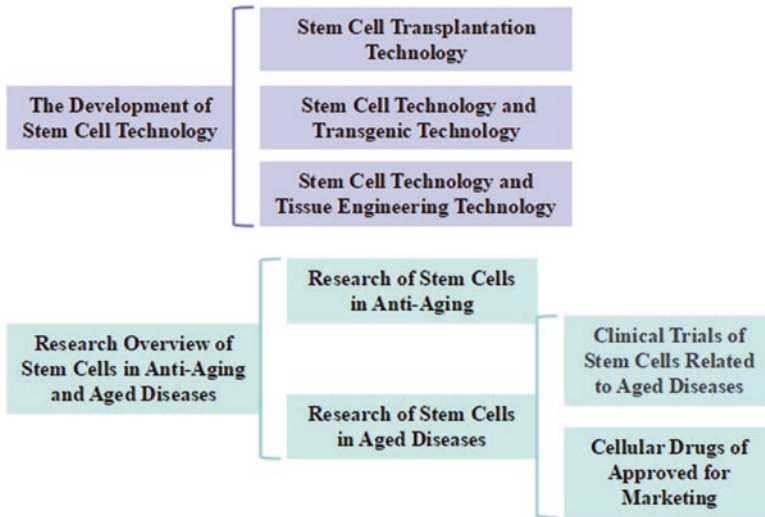 Stem Cell Transplantation
Technology
The Development of
Stem Cell Technology
Stem Cell Technology and
Transgenic Technology
Stem Cell Technology and
Tissue Engineering Technology
Research of Stem Cells
in Anti-Aging
Research Overview of
Stem Cells in Anti-Aging
and Aged Diseases
Research of Stem Cells
in Aged Diseases
Clinical Trials of
Stem Cells Related
to Aged Diseases
Cellular Drugs of
Approved for
Marketing